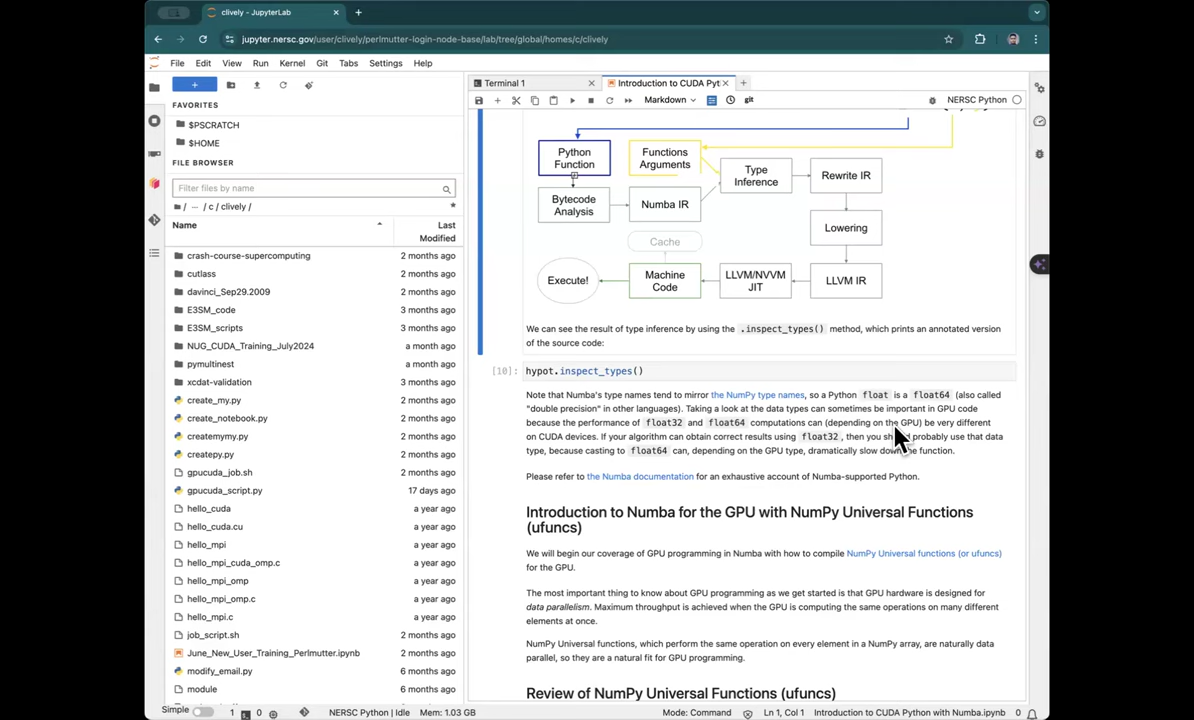 clively - JupyterLab
jupyter.nersc.gov/user/clively/perlmutter-login-node-base/lab/tree/global/homes/c/clively
File Edit View Run Kernel Git Tabs Settings Help
FAVORITES
$PSCRATCH
$HOME
FILE BROWSER
Filter files by name
/ ... / c / clively /
Name Last
Modified
crash-course-supercomputing 2 months ago
cutlass 2 months ago
davinci_Sep29.2009 2 months ago
E3SM_code 2 months ago
E3SM_scripts 2 months ago
NUG_CUDA_Training_July2024 a month ago
pymultinest a month ago
xcdat-validation 3 months ago
create_my.py 2 months ago
create_notebook.py 2 months ago
createmymy.py 2 months ago
createpy.py 2 months ago
gpucuda_job.sh 2 months ago
gpucuda_script.py 17 days ago
hello_cuda a year ago
hello_cuda.cu a year ago
hello_mpi a year ago
hello_mpi_cuda_omp.c a year ago
hello_mpi_omp a year ago
hello_mpi_omp.c a year ago
hello_mpi.c a year ago
job_script.sh 2 months ago
June_New_User_Training_Perlmutter.ipynb 2 months ago
modify_email.py 6 months ago
module 6 months ago
Terminal 1
Introduction to CUDA Pyt
Markdown
git
NERSC Python
Python
Function
Functions
Arguments
Type
Inference
Rewrite IR
Bytecode
Analysis
Numba IR
Lowering
Cache
Execute!
Machine
Code
LLVM/NVVM
JIT
LLVM IR
We can see the result of type inference by using the .inspect_types() method, which prints an annotated version
of the source code:
[10]: hypot.inspect_types()
Note that Numba's type names tend to mirror the NumPy type names, so a Python float is a float64 (also called
"double precision" in other languages). Taking a look at the data types can sometimes be important in GPU code
because the performance of float32 and float64 computations can (depending on the GPU) be very different
on CUDA devices. If your algorithm can obtain correct results using float32, then you should probably use that data
type, because casting to float64 can, depending on the GPU type, dramatically slow down the function.
Please refer to the Numba documentation for an exhaustive account of Numba-supported Python.
Introduction to Numba for the GPU with NumPy Universal Functions
(ufuncs)
We will begin our coverage of GPU programming in Numba with how to compile NumPy Universal functions (or ufuncs)
for the GPU.
The most important thing to know about GPU programming as we get started is that GPU hardware is designed for
data parallelism. Maximum throughput is achieved when the GPU is computing the same operations on many different
elements at once.
NumPy Universal functions, which perform the same operation on every element in a NumPy array, are naturally data
parallel, so they are a natural fit for GPU programming.
Review of NumPy Universal Functions (ufuncs)
Simple 1 0 NERSC Python | Idle Mem: 1.03 GB Mode: Command Ln 1, Col 1 Introduction to CUDA Python with Numba.ipynb 0